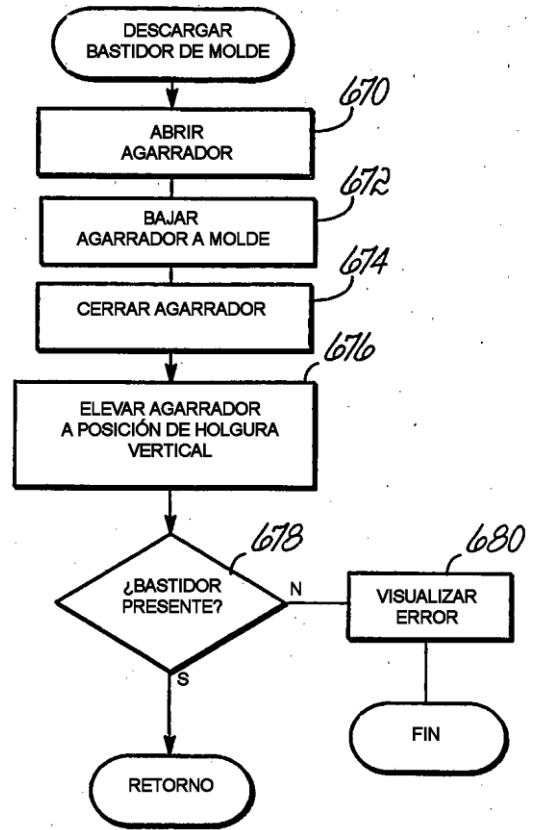 DESCARGAR
BASTIDOR DE MOLDE
670
ABRIR
AGARRADOR
672
BAJAR
AGARRADOR A MOLDE
674
CERRAR AGARRADOR
676
ELEVAR AGARRADOR
A POSICIÓN DE HOLGURA
VERTICAL
678
¿BASTIDOR
PRESENTE?
N
680
VISUALIZAR
ERROR
S
FIN
RETORNO